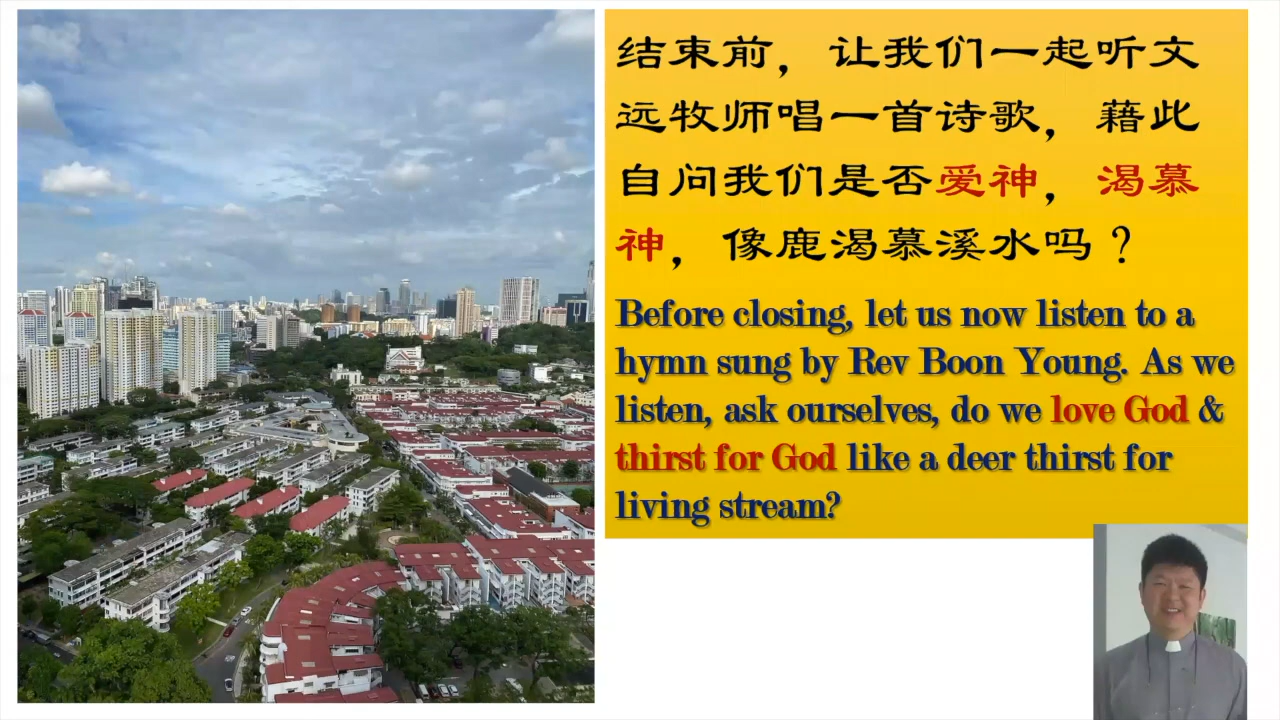 结束前，让我们一起听文
远牧师唱一首诗歌，藉此
自问我们是否爱神，渴慕
神，像鹿渴慕溪水吗？
Before closing, let us now listen to a
hymn sung by Rev Boon Young. As we
listen, ask ourselves, do we love God &
thirst for God like a deer thirst for
living stream?